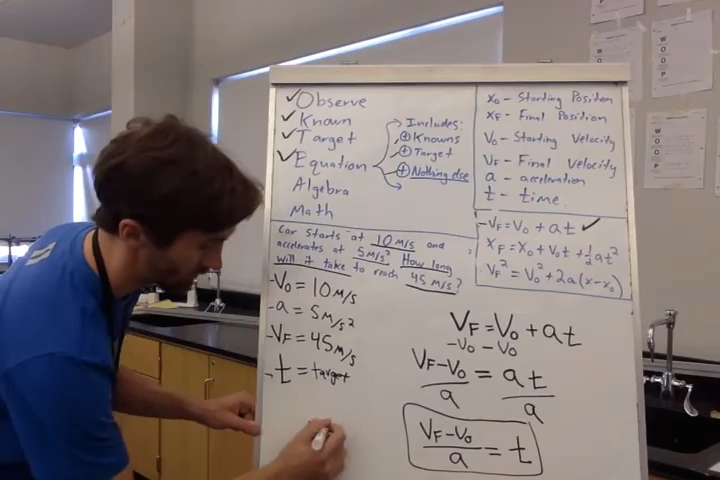 ✓Observe
✓Known
✓Target
✓Equation
Algebra
Math
Includes:
+ Knowns
+ Target
+ Nothing else
x₀ - Starting Position
x_F - Final Position
V₀ - Starting Velocity
V_F - Final Velocity
a - acceleration
t - time
-V_F = V₀ + at ✓
x_F = x₀ + V₀t + ½at²
V_F² = V₀² + 2a(x-x₀)
Car starts at 10 m/s and
accelerates at 5 m/s². How long
will it take to reach 45 m/s?
-V₀ = 10 m/s
-a = 5 m/s²
-V_F = 45 m/s
-t = target
V_F = V₀ + at
-V₀ -V₀
(V_F - V₀)/a = at/a
(V_F - V₀)/a = t
W
O
O
P
W
O
O
P
W
O
O
P